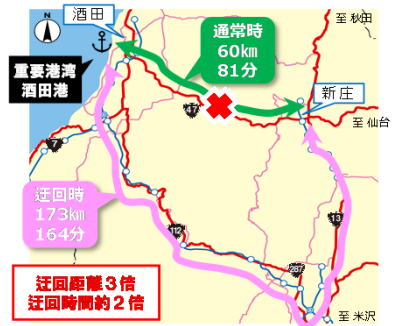 酒田
至 秋田
通常時
60km
81分
重要港湾
酒田港
新庄
47
至 仙台
7
迂回時
173km
164分
13
112
287
迂回距離3倍
迂回時間約2倍
至 米沢
N